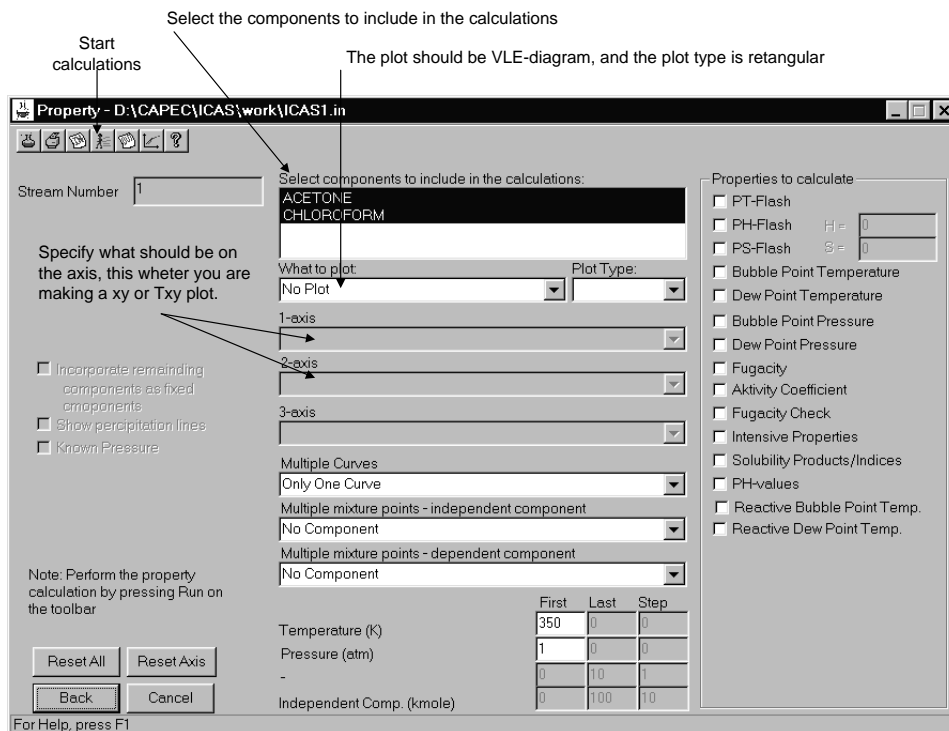 Select the components to include in the calculations
Start
calculations
The plot should be VLE-diagram, and the plot type is retangular
Property - D:\CAPEC\ICAS\work\ICAS1.in
Stream Number
1
Select components to include in the calculations:
ACETONE
CHLOROFORM
Specify what should be on
the axis, this wheter you are
making a xy or Txy plot.
What to plot:
Plot Type:
No Plot
1-axis
2-axis
3-axis
Incorporate remainding
components as fixed
cmoponents
Show percipitation lines
Known Pressure
Multiple Curves
Only One Curve
Multiple mixture points - independent component
No Component
Multiple mixture points - dependent component
No Component
Note: Perform the property
calculation by pressing Run on
the toolbar
First Last Step
Temperature (K) 350 0 0
Pressure (atm) 1 0 0
- 0 10 1
Independent Comp. (kmole) 0 100 10
Reset All
Reset Axis
Back
Cancel
Properties to calculate
PT-Flash
PH-Flash H = 0
PS-Flash S = 0
Bubble Point Temperature
Dew Point Temperature
Bubble Point Pressure
Dew Point Pressure
Fugacity
Aktivity Coefficient
Fugacity Check
Intensive Properties
Solubility Products/Indices
PH-values
Reactive Bubble Point Temp.
Reactive Dew Point Temp.
For Help, press F1